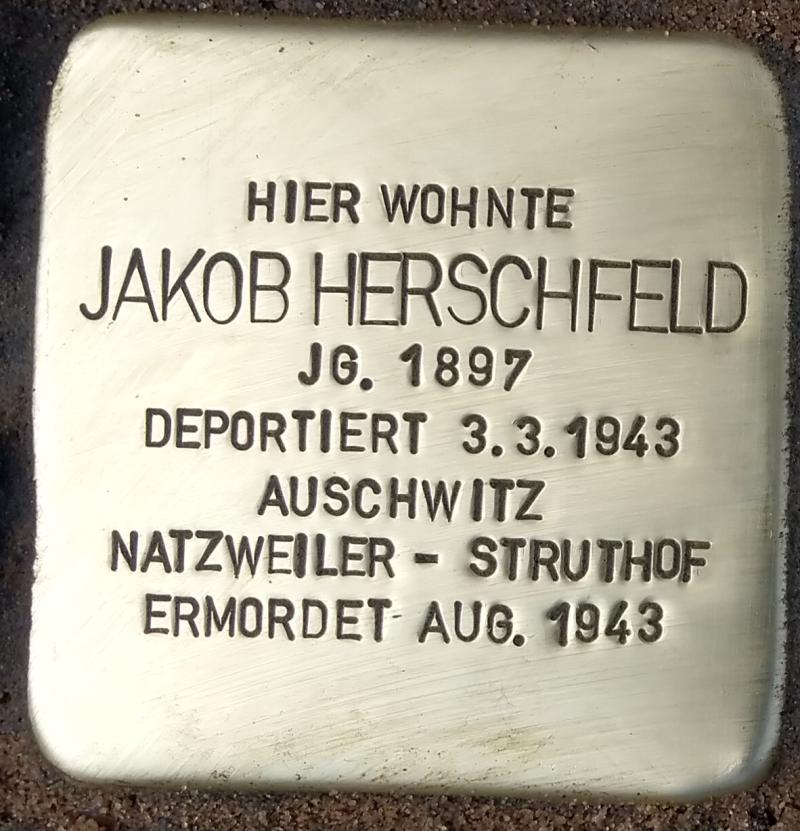 HIER WOHNTE
JAKOB HERSCHFELD
JG. 1897
DEPORTIERT 3.3.1943
AUSCHWITZ
NATZWEILER - STRUTHOF
ERMORDET AUG. 1943